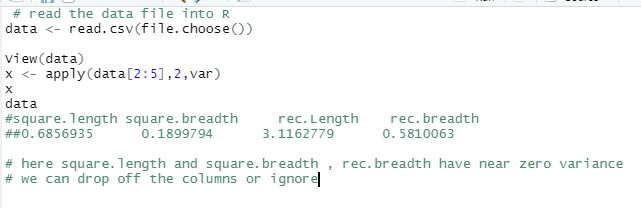 # read the data file into R
data <- read.csv(file.choose())
View(data)
x <- apply(data[2:5],2,var)
x
data
#square.length square.breadth rec.Length rec.breadth
##0.6856935 0.1899794 3.1162779 0.5810063
# here square.length and square.breadth , rec.breadth have near zero variance
# we can drop off the columns or ignore